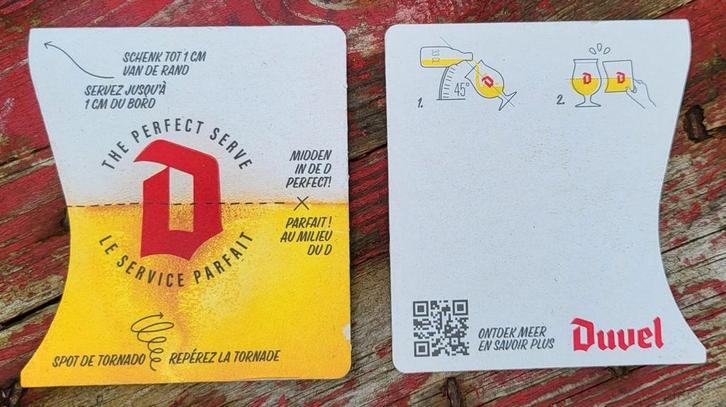 SCHENK TOT 1 CM
VAN DE RAND
SERVEZ JUSQU'À
1 CM DU BORD
THE PERFECT SERVE
D
LE SERVICE PARFAIT
MIDDEN
IN DE D
PERFECT!
PARFAIT !
AU MILIEU
DU D
SPOT DE TORNADO
REPÉREZ LA TORNADE
33 CL
45°
D
1.
D
D
2.
ONTDEK MEER
EN SAVOIR PLUS
Duvel